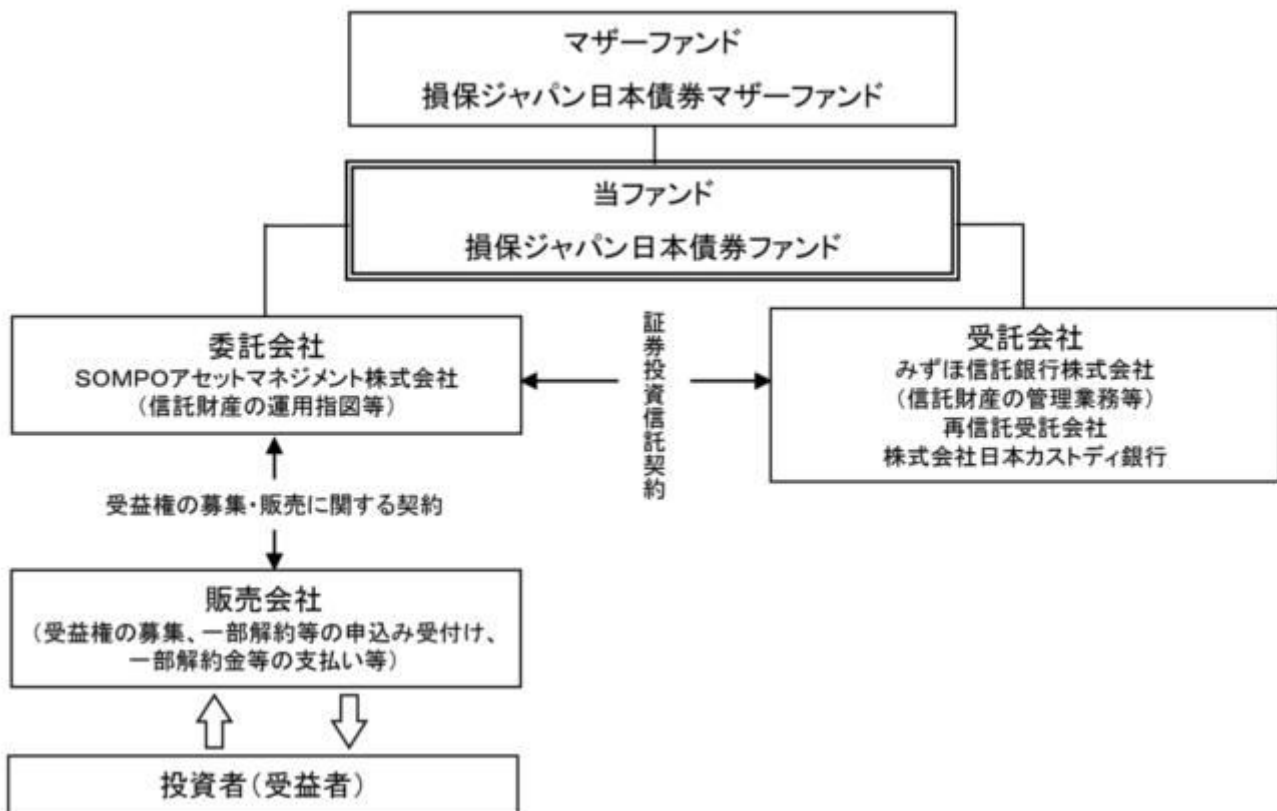 マザーファンド
損保ジャパン日本債券マザーファンド
当ファンド
損保ジャパン日本債券ファンド
委託会社
SOMPOアセットマネジメント株式会社
(信託財産の運用指図等)
証券投資信託契約
受託会社
みずほ信託銀行株式会社
(信託財産の管理業務等)
再信託受託会社
株式会社日本カストディ銀行
受益権の募集・販売に関する契約
販売会社
(受益権の募集、一部解約等の申込み受付け、
一部解約金等の支払い等)
投資者(受益者)